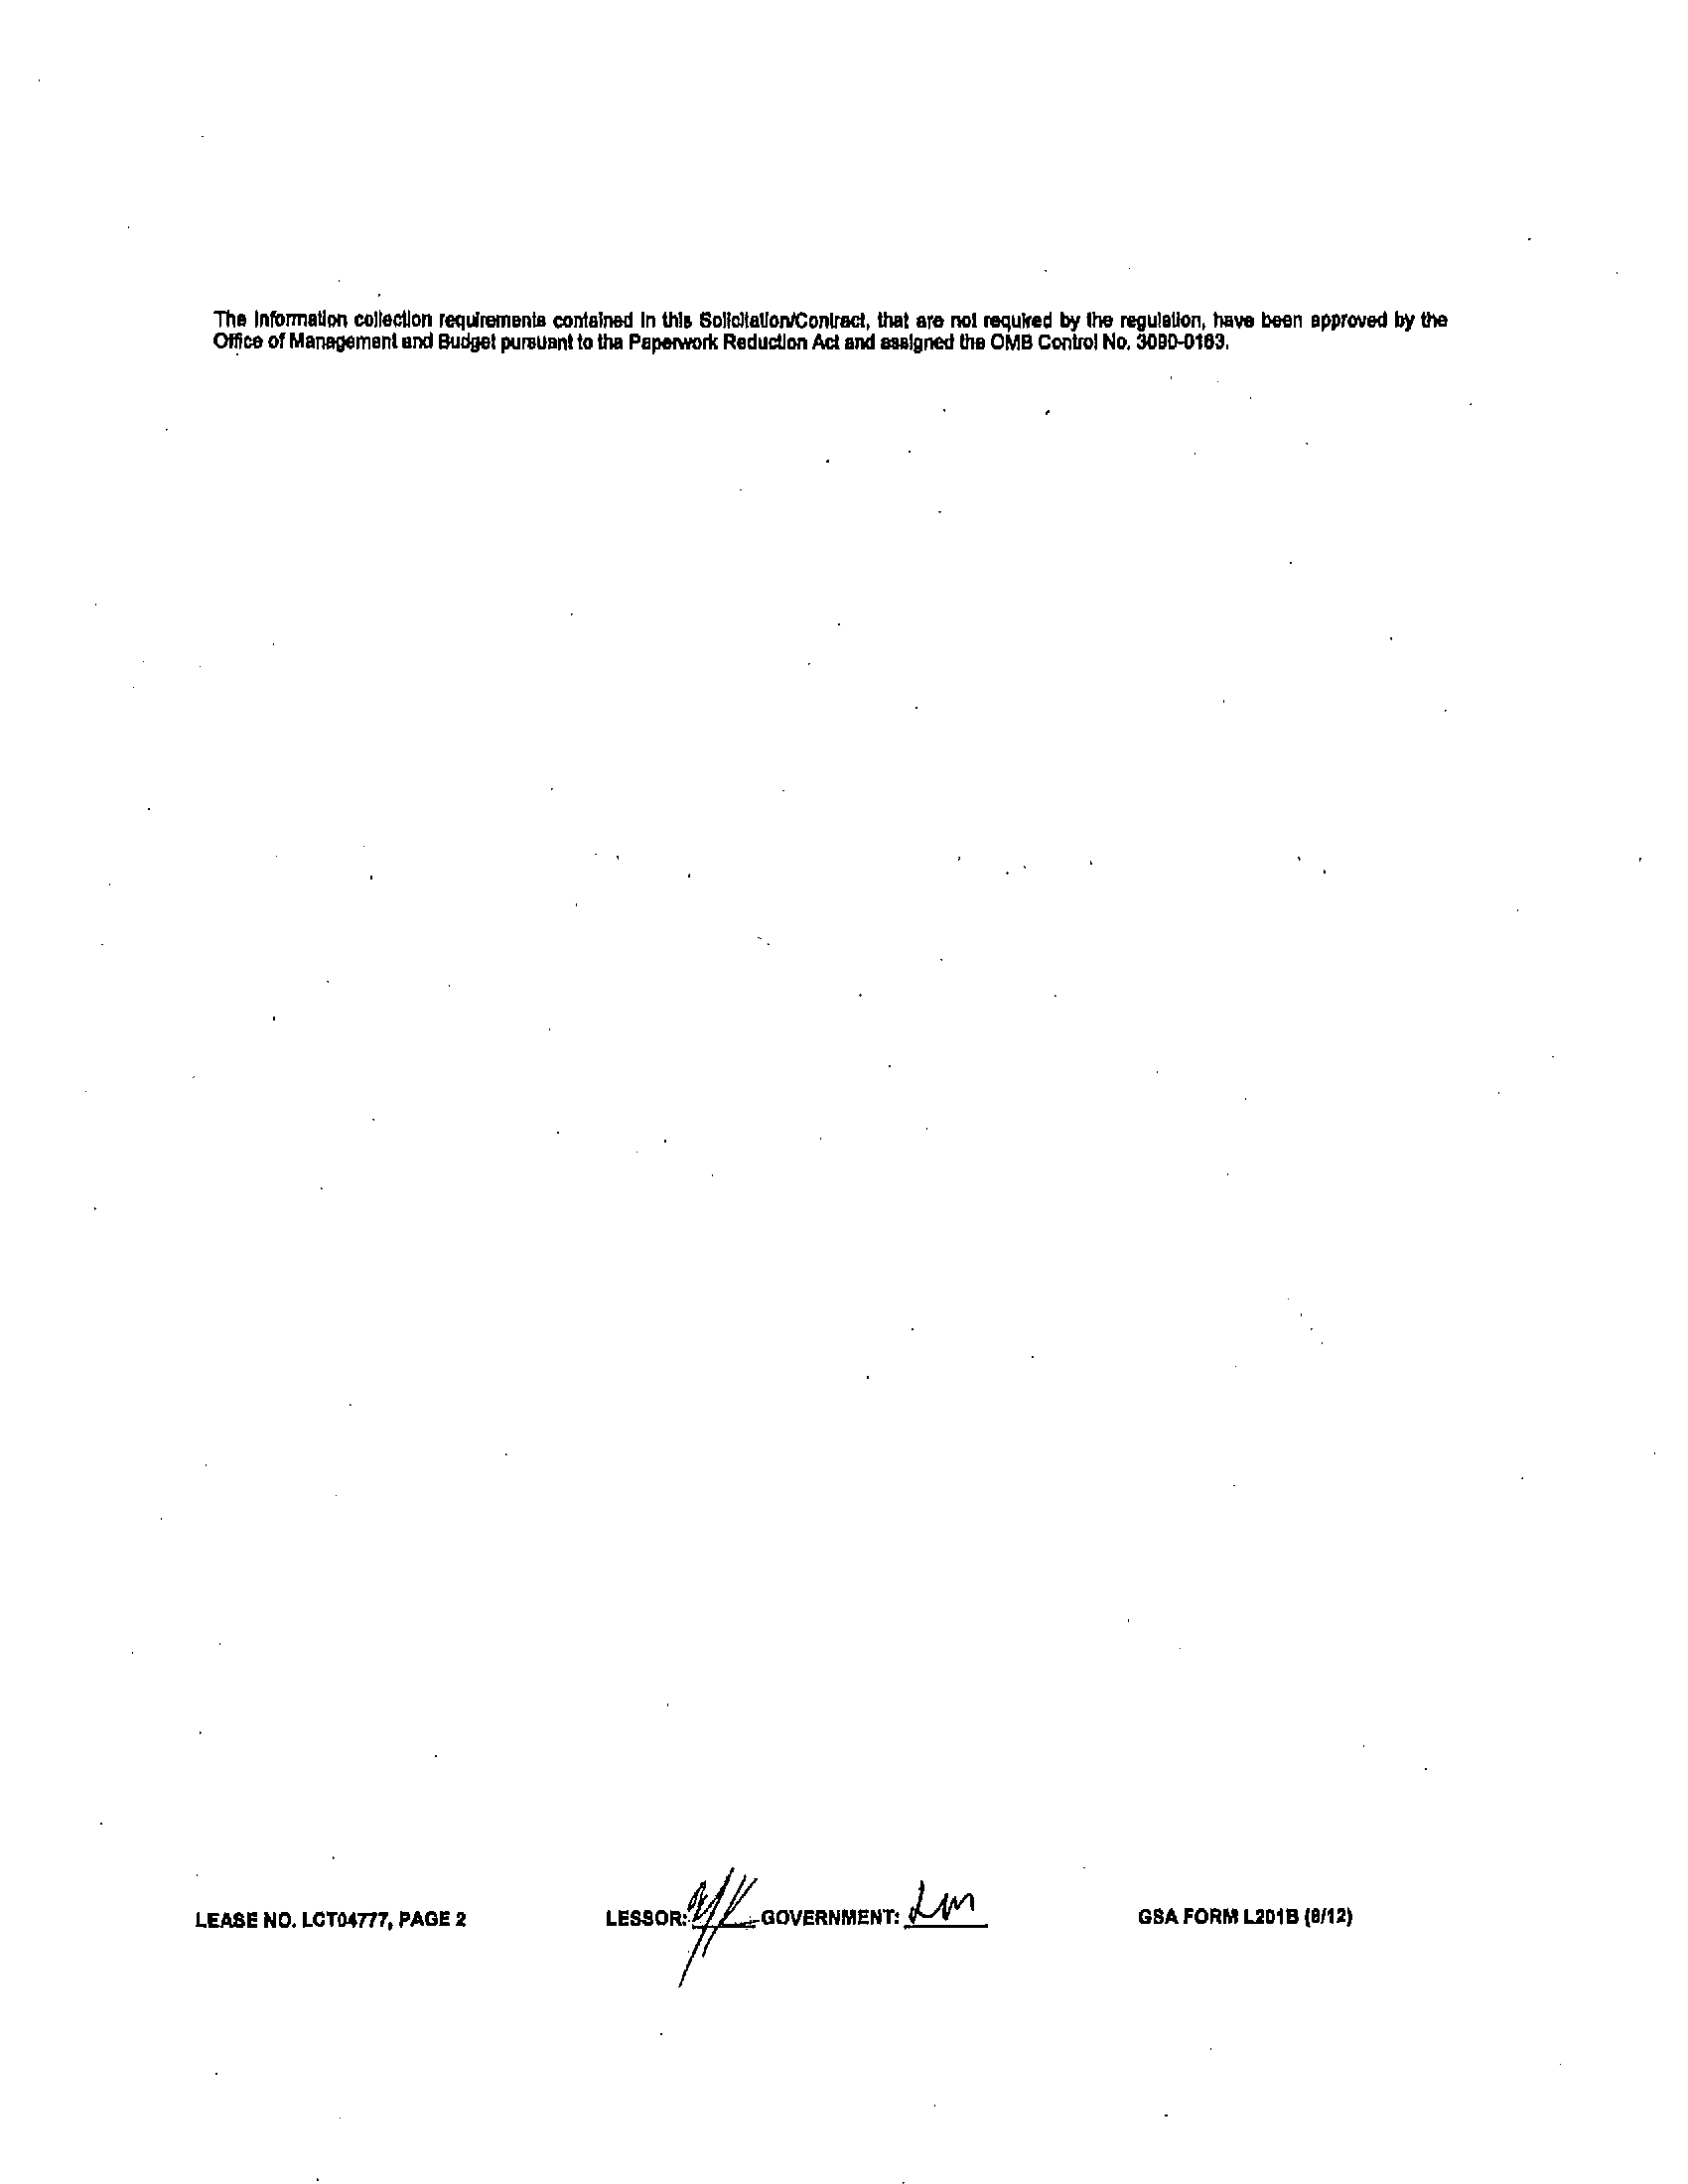 The information collection requirements contained in this Solicitation/Contract, that are not required by the regulation, have been approved by the
Office of Management and Budget pursuant to the Paperwork Reduction Act and assigned the OMB Control No. 3090-0163.
LEASE NO. LCT04777, PAGE 2 LESSOR: GOVERNMENT: LM GSA FORM L201B (8/12)